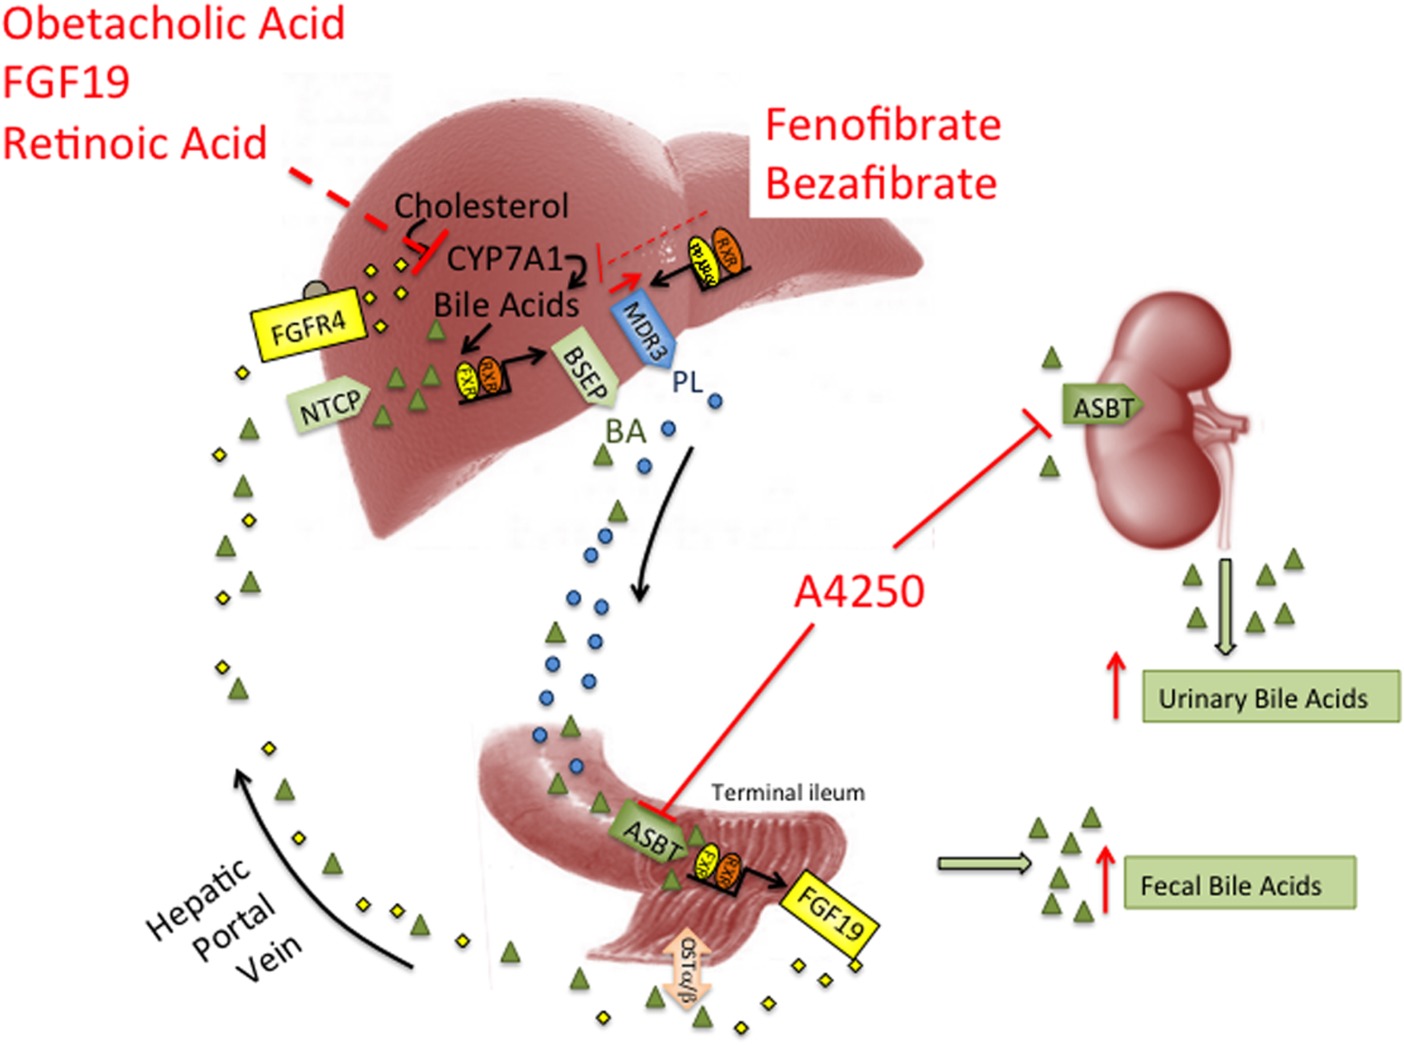 Obetacholic Acid
FGF19
Retinoic Acid
Fenofibrate
Bezafibrate
Cholesterol
CYP7A1
Bile Acids
RXR
FGFR4
MDR3
NTCP
FXR
RXR
BSEP
PL
BA
ASBT
A4250
Urinary Bile Acids
Terminal ileum
ASBT
FXR
RXR
FGF19
Fecal Bile Acids
Hepatic
Portal
Vein
OSTα/β